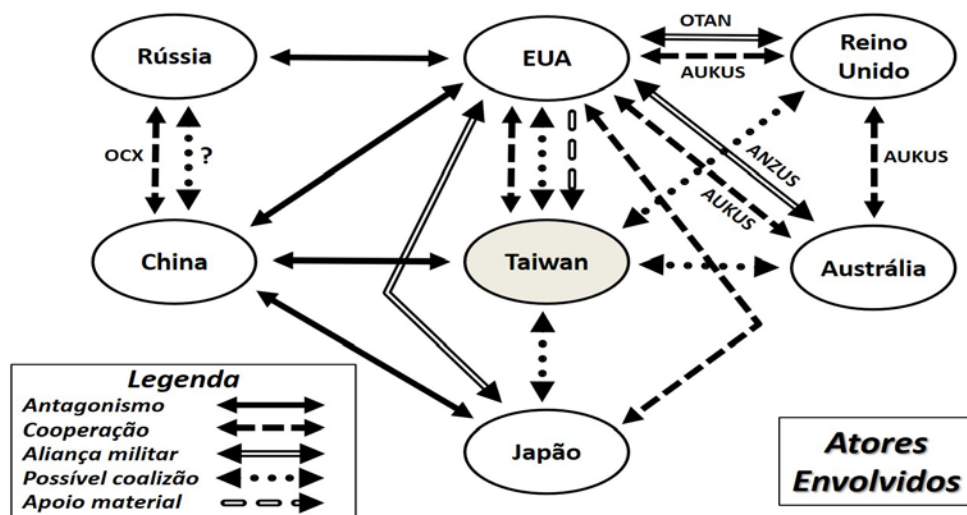 Rússia
EUA
OTAN
AUKUS
Reino
Unido
OCX
?
ANZUS
AUKUS
AUKUS
China
Taiwan
Austrália
Legenda
Antagonismo
Cooperação
Aliança militar
Possível coalizão
Apoio material
Japão
Atores
Envolvidos